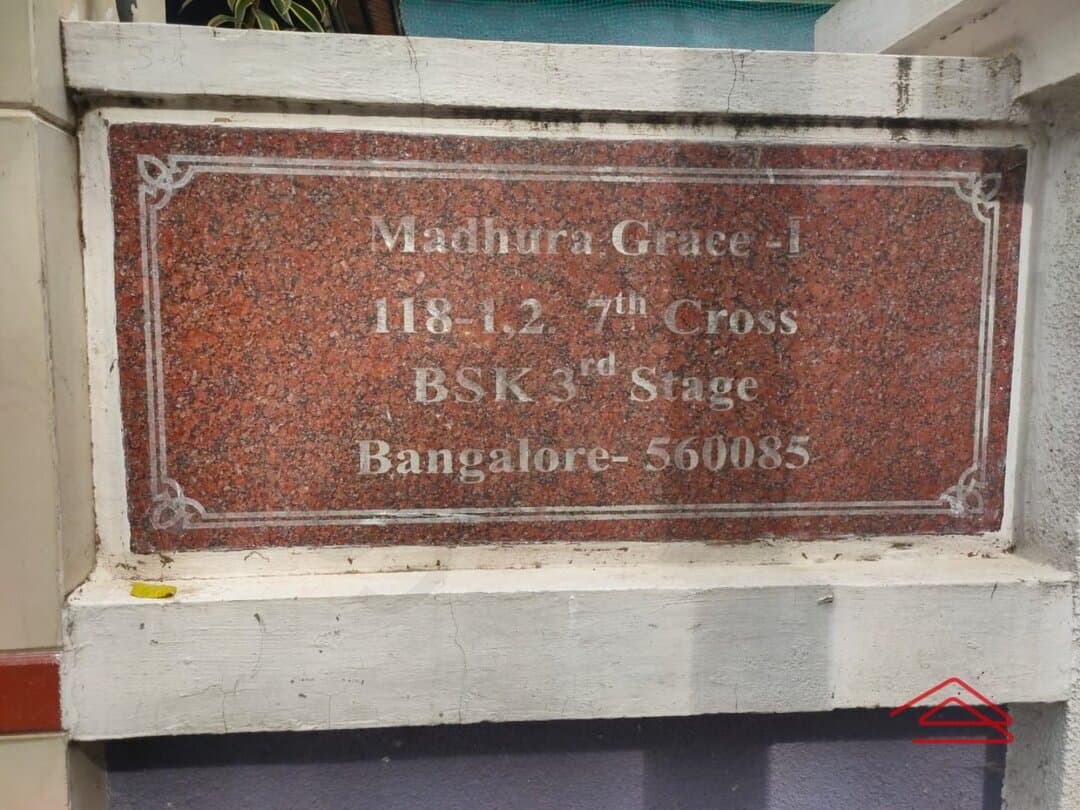 Madhura Grace -I
118-1,2. 7th Cross
BSK 3rd Stage
Bangalore- 560085